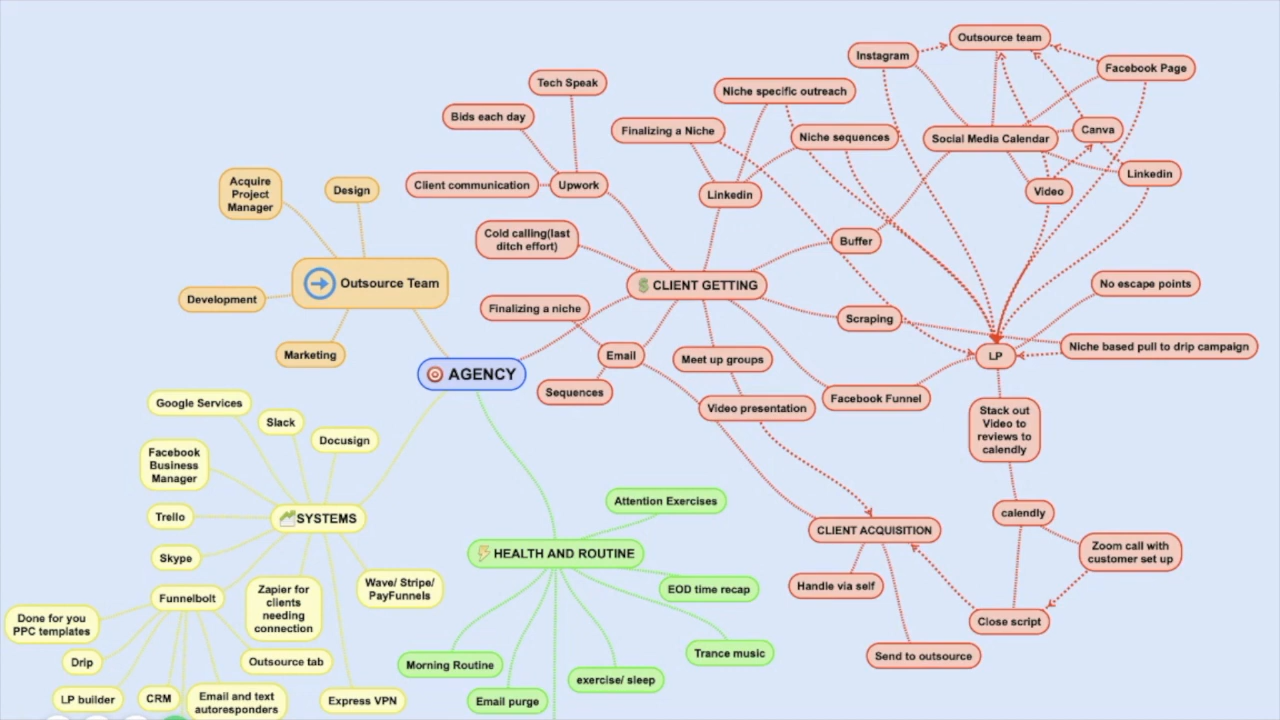 Outsource team
Instagram
Facebook Page
Tech Speak
Niche specific outreach
Bids each day
Finalizing a Niche
Niche sequences
Social Media Calendar
Canva
Client communication
Upwork
Linkedin
Video
Linkedin
Acquire
Project
Manager
Design
Cold calling(last
ditch effort)
Buffer
Outsource Team
CLIENT GETTING
No escape points
Development
Finalizing a niche
Scraping
Marketing
Email
Meet up groups
LP
Niche based pull to drip campaign
AGENCY
Sequences
Video presentation
Facebook Funnel
Google Services
Slack
Docusign
Stack out
Video to
reviews to
calendly
Facebook
Business
Manager
Trello
SYSTEMS
Attention Exercises
calendly
CLIENT ACQUISITION
Skype
HEALTH AND ROUTINE
Zoom call with
customer set up
Funnelbolt
Zapier for
clients
needing
connection
Wave/ Stripe/
PayFunnels
EOD time recap
Handle via self
Done for you
PPC templates
Close script
Drip
Outsource tab
Morning Routine
Trance music
Send to outsource
LP builder
CRM
Email and text
autoresponders
Express VPN
Email purge
exercise/ sleep